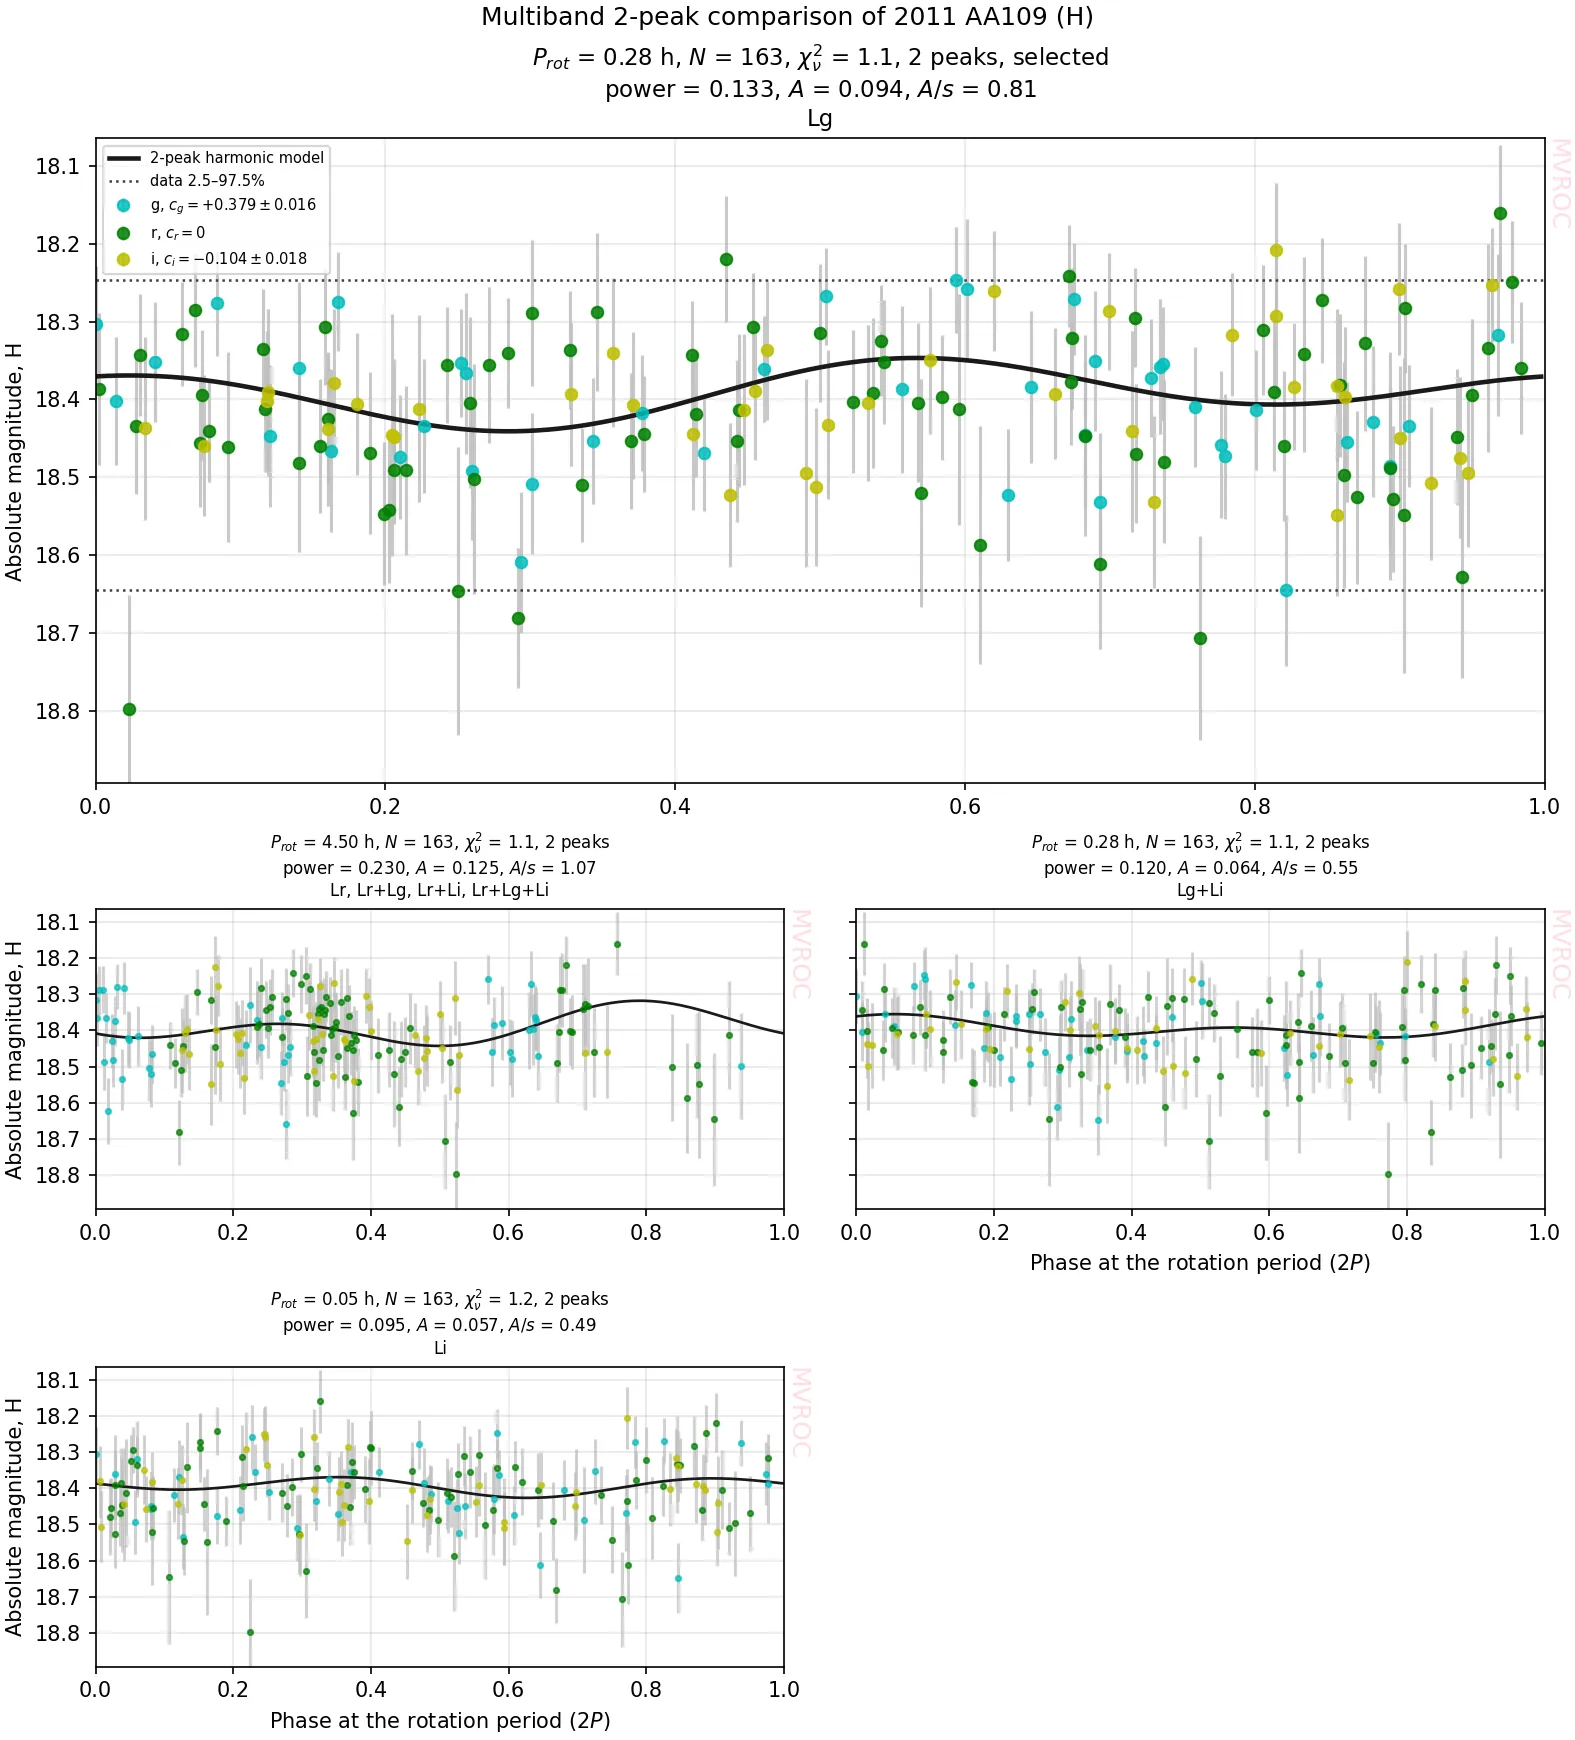 Multiband 2-peak comparison of 2011 AA109 (H)
P_rot = 0.28 h, N = 163, χ²_ν = 1.1, 2 peaks, selected
power = 0.133, A = 0.094, A/s = 0.81
Lg
2-peak harmonic model
data 2.5–97.5%
g, c_g = +0.379 ± 0.016
r, c_r = 0
i, c_i = −0.104 ± 0.018
Absolute magnitude, H
18.1
18.2
18.3
18.4
18.5
18.6
18.7
18.8
0.0 0.2 0.4 0.6 0.8 1.0
MVROC
P_rot = 4.50 h, N = 163, χ²_ν = 1.1, 2 peaks
power = 0.230, A = 0.125, A/s = 1.07
Lr, Lr+Lg, Lr+Li, Lr+Lg+Li
Absolute magnitude, H
18.1
18.2
18.3
18.4
18.5
18.6
18.7
18.8
0.0 0.2 0.4 0.6 0.8 1.0
MVROC
P_rot = 0.28 h, N = 163, χ²_ν = 1.1, 2 peaks
power = 0.120, A = 0.064, A/s = 0.55
Lg+Li
0.0 0.2 0.4 0.6 0.8 1.0
Phase at the rotation period (2P)
MVROC
P_rot = 0.05 h, N = 163, χ²_ν = 1.2, 2 peaks
power = 0.095, A = 0.057, A/s = 0.49
Li
Absolute magnitude, H
18.1
18.2
18.3
18.4
18.5
18.6
18.7
18.8
0.0 0.2 0.4 0.6 0.8 1.0
Phase at the rotation period (2P)
MVROC